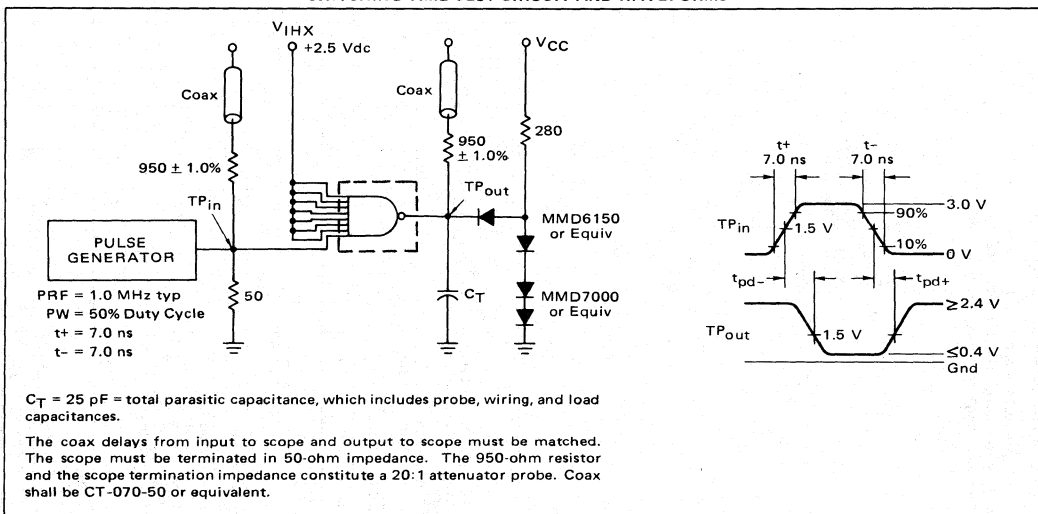 VIHX
+2.5 Vdc
VCC
Coax
Coax
280
950
± 1.0%
950 ± 1.0%
TPin
TPout
MMD6150
or Equiv
PULSE
GENERATOR
50
CT
MMD7000
or Equiv
PRF = 1.0 MHz typ
PW = 50% Duty Cycle
t+ = 7.0 ns
t– = 7.0 ns
t+
7.0 ns
t–
7.0 ns
3.0 V
90%
TPin
1.5 V
10%
0 V
tpd–
tpd+
≥2.4 V
TPout
1.5 V
≤0.4 V
Gnd
CT = 25 pF = total parasitic capacitance, which includes probe, wiring, and load
capacitances.
The coax delays from input to scope and output to scope must be matched.
The scope must be terminated in 50-ohm impedance. The 950-ohm resistor
and the scope termination impedance constitute a 20:1 attenuator probe. Coax
shall be CT-070-50 or equivalent.